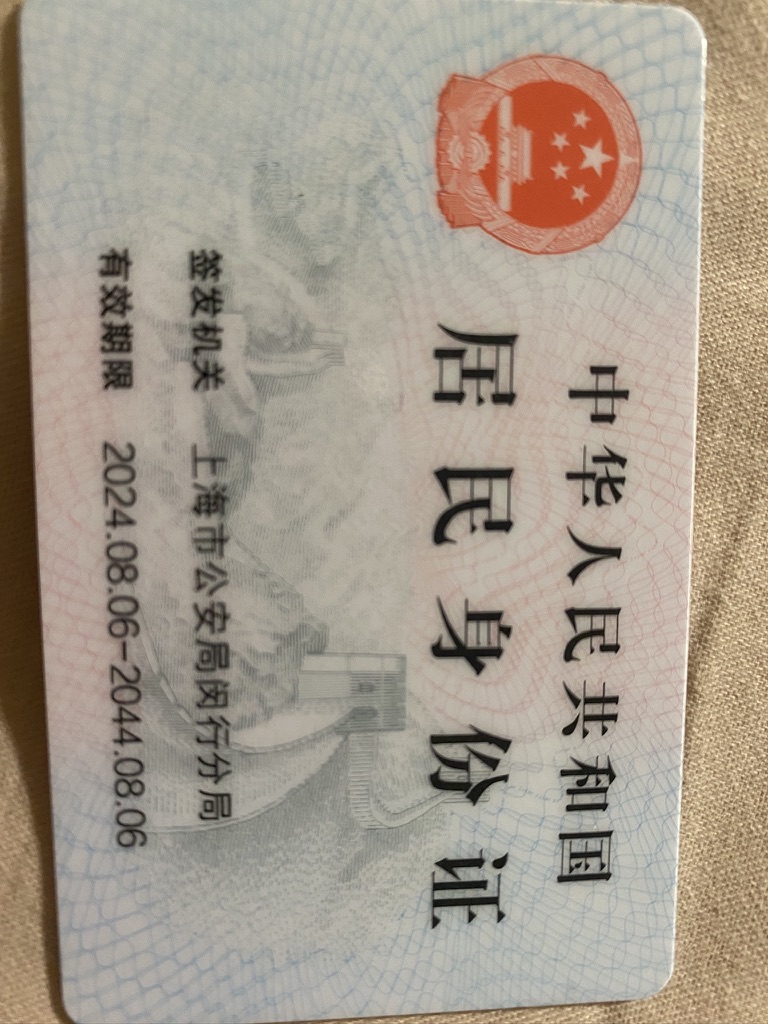 中华人民共和国
居民身份证
签发机关 上海市公安局闵行分局
有效期限 2024.08.06-2044.08.06